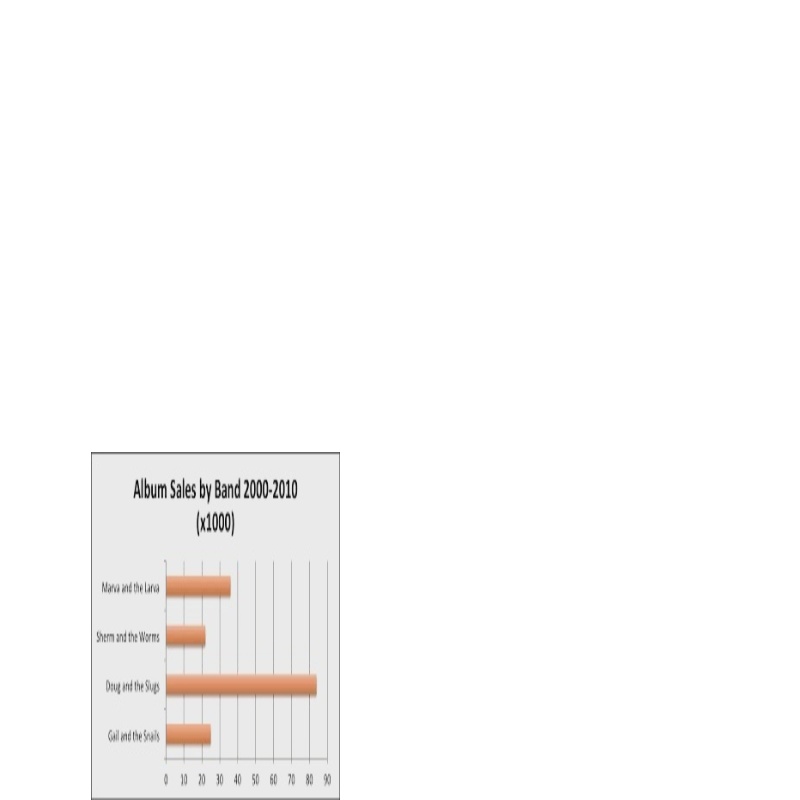 Album Sales by Band 2000-2010
(x1000)
Marva and the Larva
Sherm and the Worms
Doug and the Slugs
Gail and the Snails
0 10 20 30 40 50 60 70 80 90